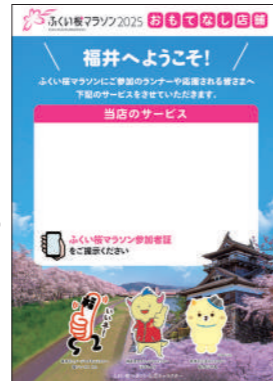 ふくい桜マラソン2025 おもてなし店舗
福井へようこそ!
ふくい桜マラソンにご参加のランナーや応援される皆さまへ
下記のサービスをさせていただきます。
当店のサービス
ふくい桜マラソン参加者証
をご提示ください